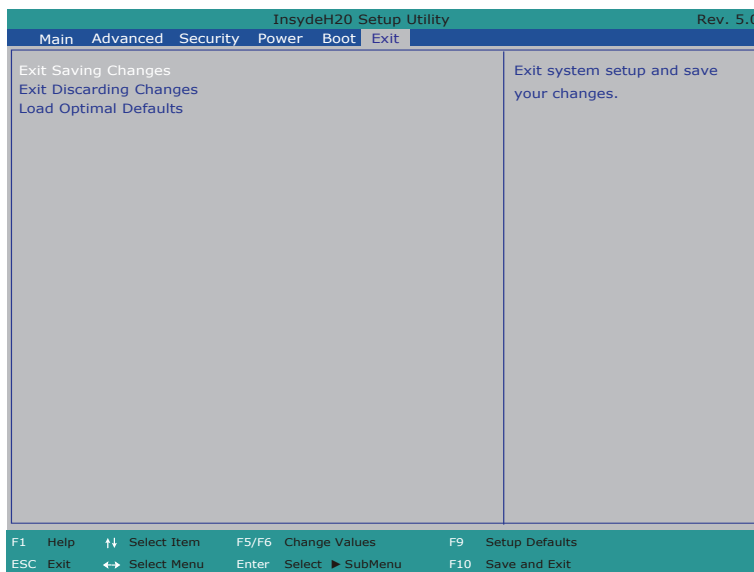 InsydeH20 Setup Utility Rev. 5.0
Main Advanced Security Power Boot Exit
Exit Saving Changes
Exit Discarding Changes
Load Optimal Defaults
Exit system setup and save
your changes.
F1 Help ↑↓ Select Item F5/F6 Change Values F9 Setup Defaults
ESC Exit ↔ Select Menu Enter Select ► SubMenu F10 Save and Exit